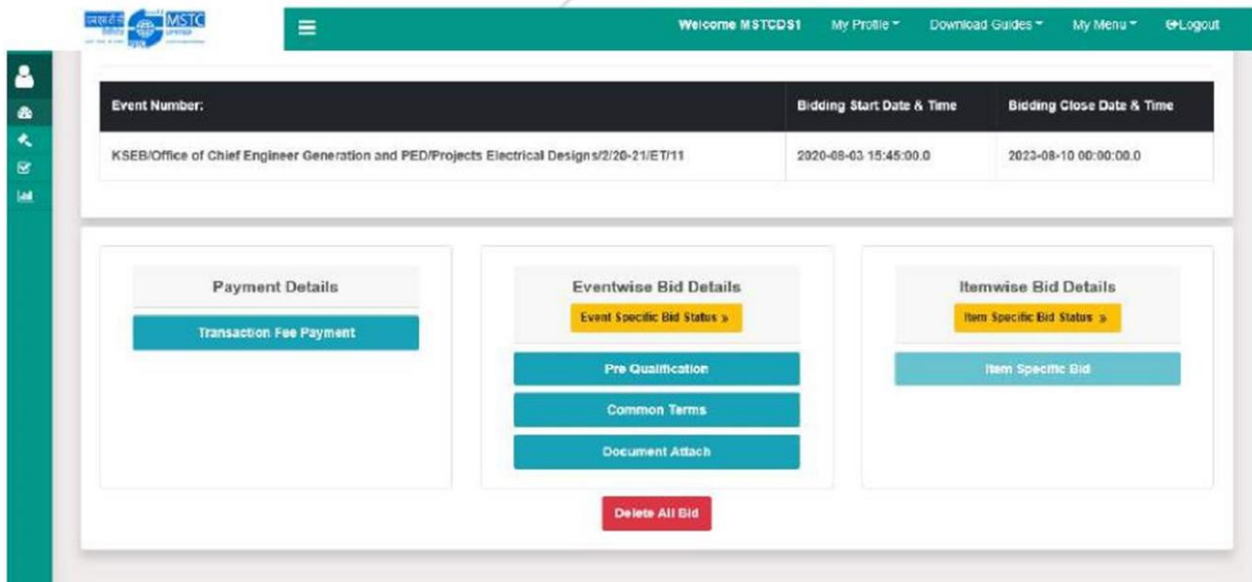 एमएसटीसी MSTC
लिमिटेड LIMITED
Welcome MSTCDS1 My Profile Download Guides My Menu Logout
Event Number: Bidding Start Date & Time Bidding Close Date & Time
KSEB/Office of Chief Engineer Generation and PED/Projects Electrical Designs/2/20-21/ET/11 2020-08-03 15:45:00.0 2023-08-10 00:00:00.0
Payment Details
Transaction Fee Payment
Eventwise Bid Details
Event Specific Bid Status »
Pre Qualification
Common Terms
Document Attach
Itemwise Bid Details
Item Specific Bid Status »
Item Specific Bid
Delete All Bid